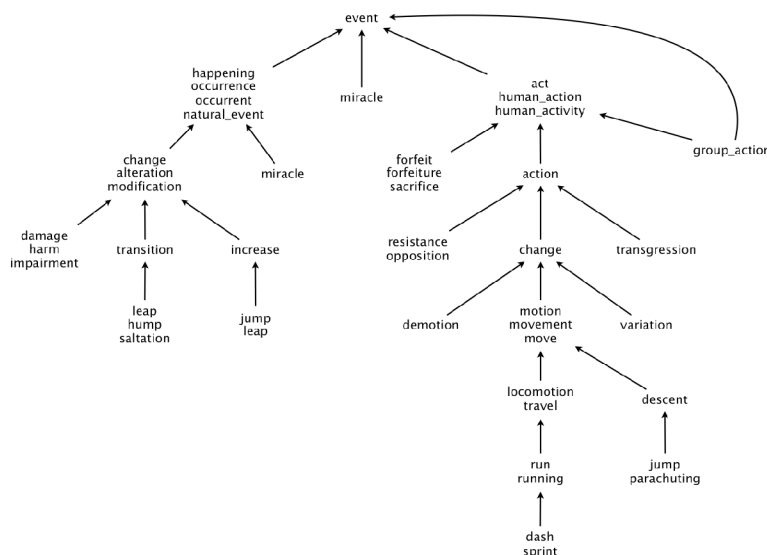 event
happening
occurrence
occurrent
natural_event
miracle
act
human_action
human_activity
group_action
change
alteration
modification
miracle
forfeit
forfeiture
sacrifice
action
damage
harm
impairment
transition
increase
resistance
opposition
change
transgression
leap
hump
saltation
jump
leap
demotion
motion
movement
move
variation
locomotion
travel
descent
run
running
jump
parachuting
dash
sprint